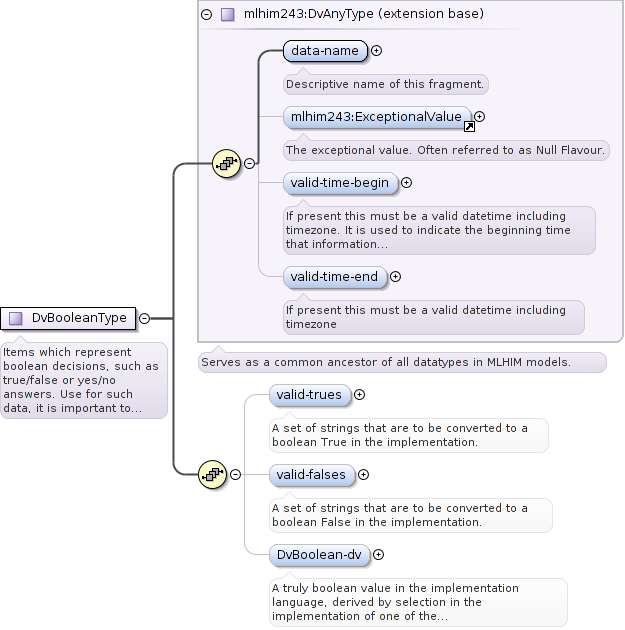 mlhim243:DvAnyType (extension base)
data-name
Descriptive name of this fragment.
mlhim243:ExceptionalValue
The exceptional value. Often referred to as Null Flavour.
valid-time-begin
If present this must be a valid datetime including
timezone. It is used to indicate the beginning time
that information...
valid-time-end
If present this must be a valid datetime including
timezone
DvBooleanType
Items which represent
boolean decisions, such as
true/false or yes/no
answers. Use for such
data, it is important to...
Serves as a common ancestor of all datatypes in MLHIM models.
valid-trues
A set of strings that are to be converted to a
boolean True in the implementation.
valid-falses
A set of strings that are to be converted to a
boolean False in the implementation.
DvBoolean-dv
A truly boolean value in the implementation
language, derived by selection in the
implementation of one of the...